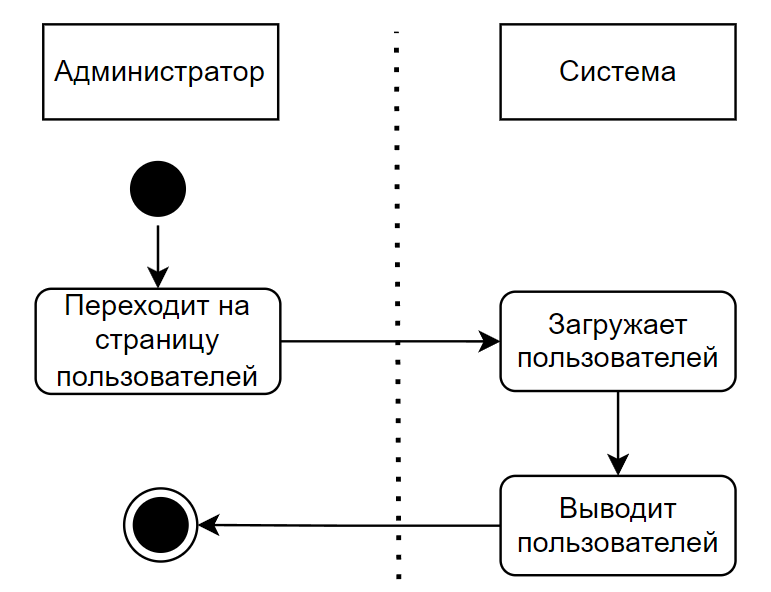 Администратор
Система
Переходит на
страницу
пользователей
Загружает
пользователей
Выводит
пользователей